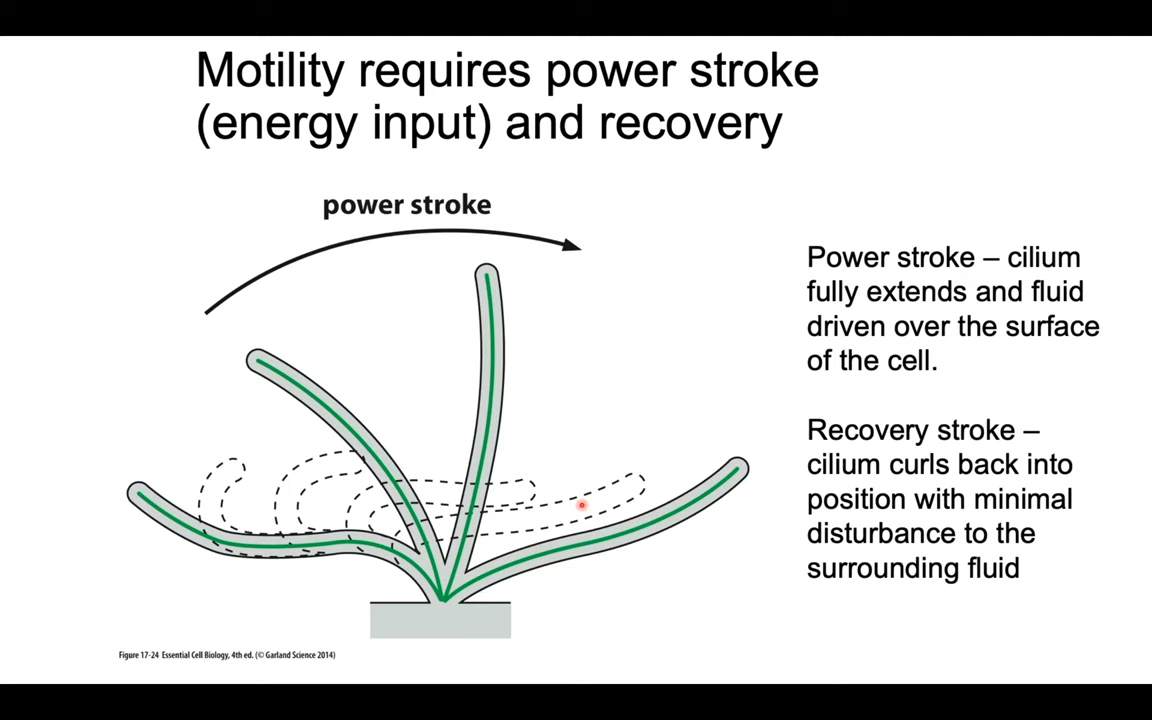 Motility requires power stroke
(energy input) and recovery
power stroke
Power stroke – cilium
fully extends and fluid
driven over the surface
of the cell.
Recovery stroke –
cilium curls back into
position with minimal
disturbance to the
surrounding fluid
Figure 17-24 Essential Cell Biology, 4th ed. (© Garland Science 2014)